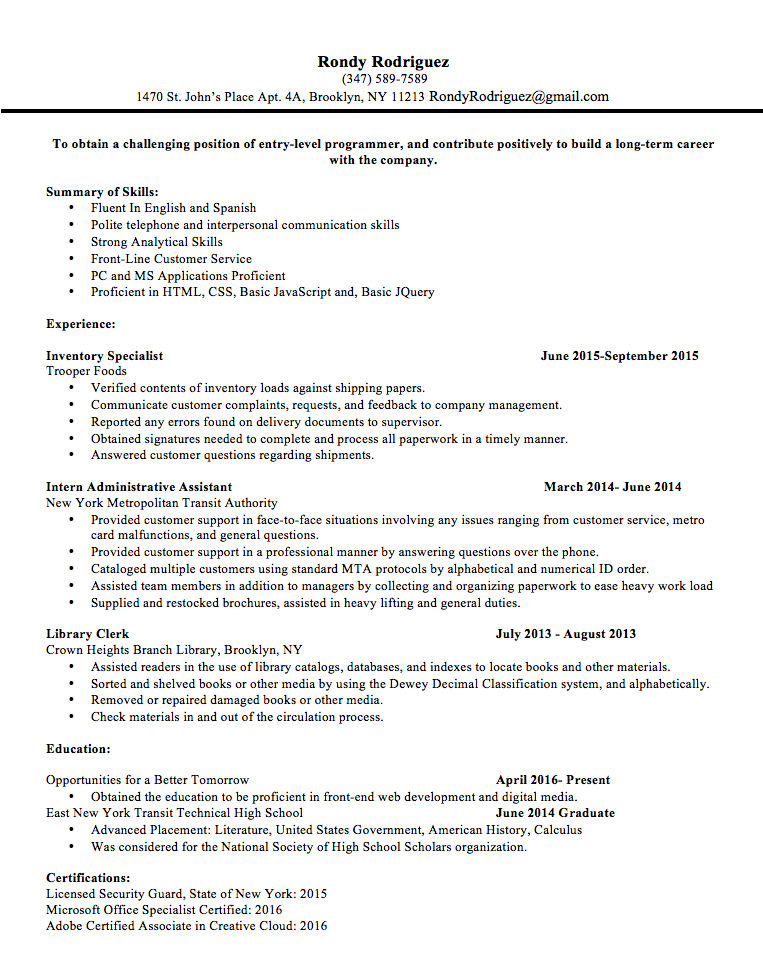 Rondy Rodriguez
(347) 589-7589
1470 St. John's Place Apt. 4A, Brooklyn, NY 11213 RondyRodriguez@gmail.com
To obtain a challenging position of entry-level programmer, and contribute positively to build a long-term career
with the company.
Summary of Skills:
• Fluent In English and Spanish
• Polite telephone and interpersonal communication skills
• Strong Analytical Skills
• Front-Line Customer Service
• PC and MS Applications Proficient
• Proficient in HTML, CSS, Basic JavaScript and, Basic JQuery
Experience:
Inventory Specialist June 2015-September 2015
Trooper Foods
• Verified contents of inventory loads against shipping papers.
• Communicate customer complaints, requests, and feedback to company management.
• Reported any errors found on delivery documents to supervisor.
• Obtained signatures needed to complete and process all paperwork in a timely manner.
• Answered customer questions regarding shipments.
Intern Administrative Assistant March 2014- June 2014
New York Metropolitan Transit Authority
• Provided customer support in face-to-face situations involving any issues ranging from customer service, metro
card malfunctions, and general questions.
• Provided customer support in a professional manner by answering questions over the phone.
• Cataloged multiple customers using standard MTA protocols by alphabetical and numerical ID order.
• Assisted team members in addition to managers by collecting and organizing paperwork to ease heavy work load
• Supplied and restocked brochures, assisted in heavy lifting and general duties.
Library Clerk July 2013 - August 2013
Crown Heights Branch Library, Brooklyn, NY
• Assisted readers in the use of library catalogs, databases, and indexes to locate books and other materials.
• Sorted and shelved books or other media by using the Dewey Decimal Classification system, and alphabetically.
• Removed or repaired damaged books or other media.
• Check materials in and out of the circulation process.
Education:
Opportunities for a Better Tomorrow April 2016- Present
• Obtained the education to be proficient in front-end web development and digital media.
East New York Transit Technical High School June 2014 Graduate
• Advanced Placement: Literature, United States Government, American History, Calculus
• Was considered for the National Society of High School Scholars organization.
Certifications:
Licensed Security Guard, State of New York: 2015
Microsoft Office Specialist Certified: 2016
Adobe Certified Associate in Creative Cloud: 2016